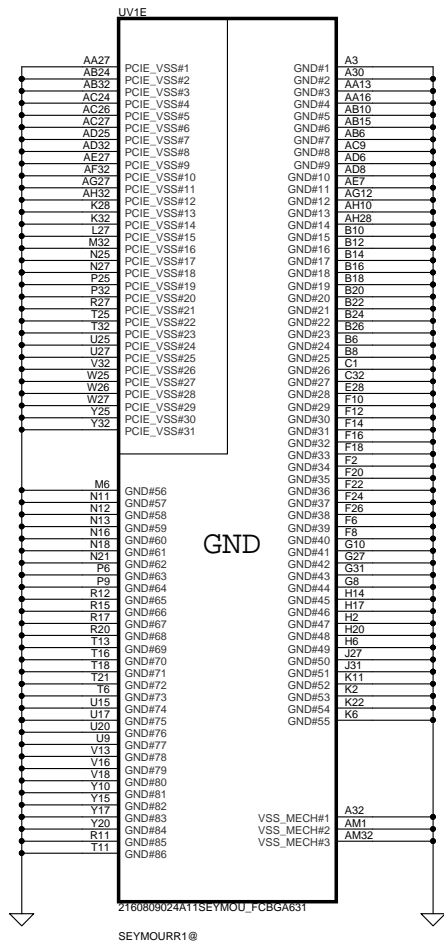 UV1E
AA27 PCIE_VSS#1
AB24 PCIE_VSS#2
AB32 PCIE_VSS#3
AC24 PCIE_VSS#4
AC26 PCIE_VSS#5
AC27 PCIE_VSS#6
AD25 PCIE_VSS#7
AD32 PCIE_VSS#8
AE27 PCIE_VSS#9
AF32 PCIE_VSS#10
AG27 PCIE_VSS#11
AH32 PCIE_VSS#12
K28 PCIE_VSS#13
K32 PCIE_VSS#14
L27 PCIE_VSS#15
M32 PCIE_VSS#16
N25 PCIE_VSS#17
N27 PCIE_VSS#18
P25 PCIE_VSS#19
P32 PCIE_VSS#20
R27 PCIE_VSS#21
T25 PCIE_VSS#22
T32 PCIE_VSS#23
U25 PCIE_VSS#24
U27 PCIE_VSS#25
V32 PCIE_VSS#26
W25 PCIE_VSS#27
W26 PCIE_VSS#28
W27 PCIE_VSS#29
Y25 PCIE_VSS#30
Y32 PCIE_VSS#31
M6 GND#56
N11 GND#57
N12 GND#58
N13 GND#59
N16 GND#60
N18 GND#61
N21 GND#62
P6 GND#63
P9 GND#64
R12 GND#65
R15 GND#66
R17 GND#67
R20 GND#68
T13 GND#69
T16 GND#70
T18 GND#71
T21 GND#72
T6 GND#73
U15 GND#74
U17 GND#75
U20 GND#76
U9 GND#77
V13 GND#78
V16 GND#79
V18 GND#80
Y10 GND#81
Y15 GND#82
Y17 GND#83
Y20 GND#84
R11 GND#85
T11 GND#86
GND
GND#1 A3
GND#2 A30
GND#3 AA13
GND#4 AA16
GND#5 AB10
GND#6 AB15
GND#7 AB6
GND#8 AC9
GND#9 AD6
GND#10 AD8
GND#11 AE7
GND#12 AG12
GND#13 AH10
GND#14 AH28
GND#15 B10
GND#16 B12
GND#17 B14
GND#18 B16
GND#19 B18
GND#20 B20
GND#21 B22
GND#22 B24
GND#23 B26
GND#24 B6
GND#25 B8
GND#26 C1
GND#27 C32
GND#28 E28
GND#29 F10
GND#30 F12
GND#31 F14
GND#32 F16
GND#33 F18
GND#34 F2
GND#35 F20
GND#36 F22
GND#37 F24
GND#38 F26
GND#39 F6
GND#40 F8
GND#41 G10
GND#42 G27
GND#43 G31
GND#44 G8
GND#45 H14
GND#46 H17
GND#47 H2
GND#48 H20
GND#49 H6
GND#50 J27
GND#51 J31
GND#52 K11
GND#53 K2
GND#54 K22
GND#55 K6
VSS_MECH#1 A32
VSS_MECH#2 AM1
VSS_MECH#3 AM32
2160809024A11SEYMOU_FCBGA631
SEYMOURR1@